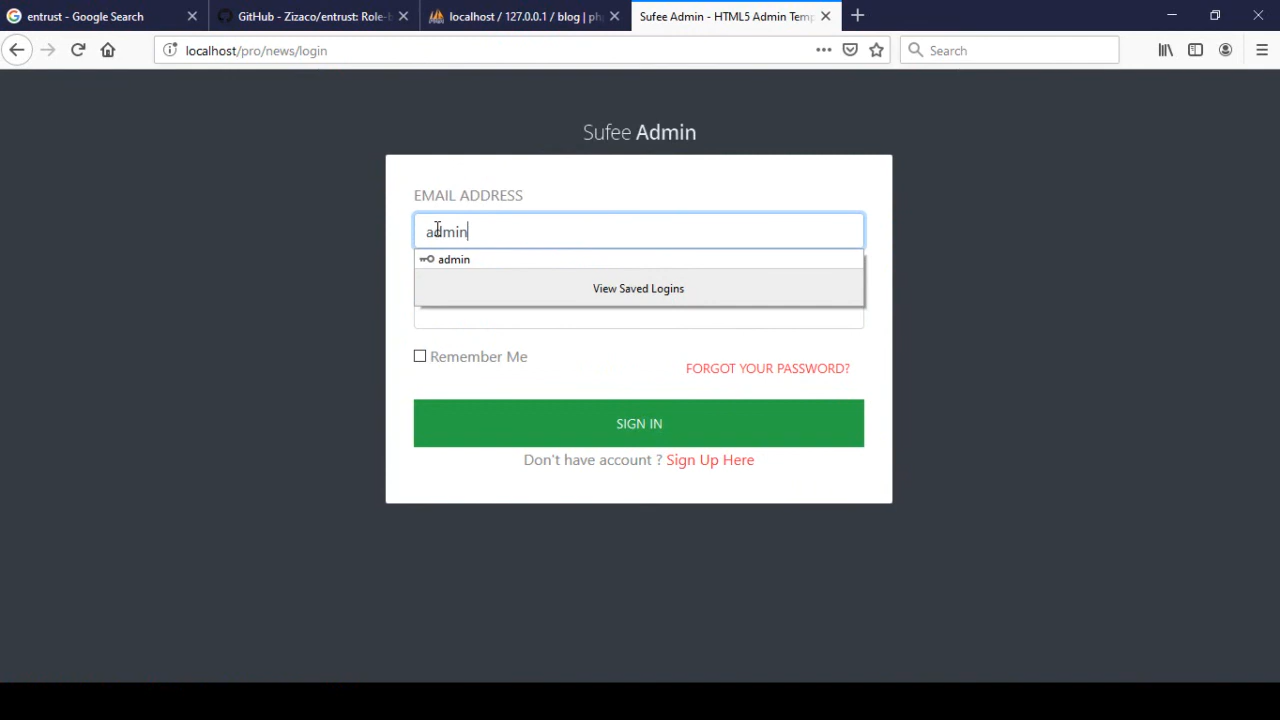 entrust - Google Search
GitHub - Zizaco/entrust: Role-b
localhost / 127.0.0.1 / blog | ph
Sufee Admin - HTML5 Admin Temp
localhost/pro/news/login
Search
Sufee Admin
EMAIL ADDRESS
admin
admin
View Saved Logins
Remember Me
FORGOT YOUR PASSWORD?
SIGN IN
Don't have account ? Sign Up Here